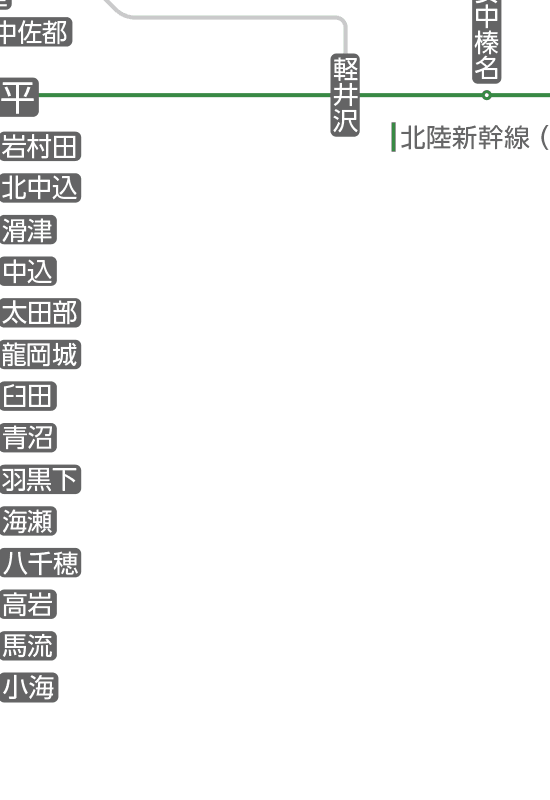 中佐都
中榛名
軽井沢
平
北陸新幹線（
岩村田
北中込
滑津
中込
太田部
龍岡城
臼田
青沼
羽黒下
海瀬
八千穂
高岩
馬流
小海